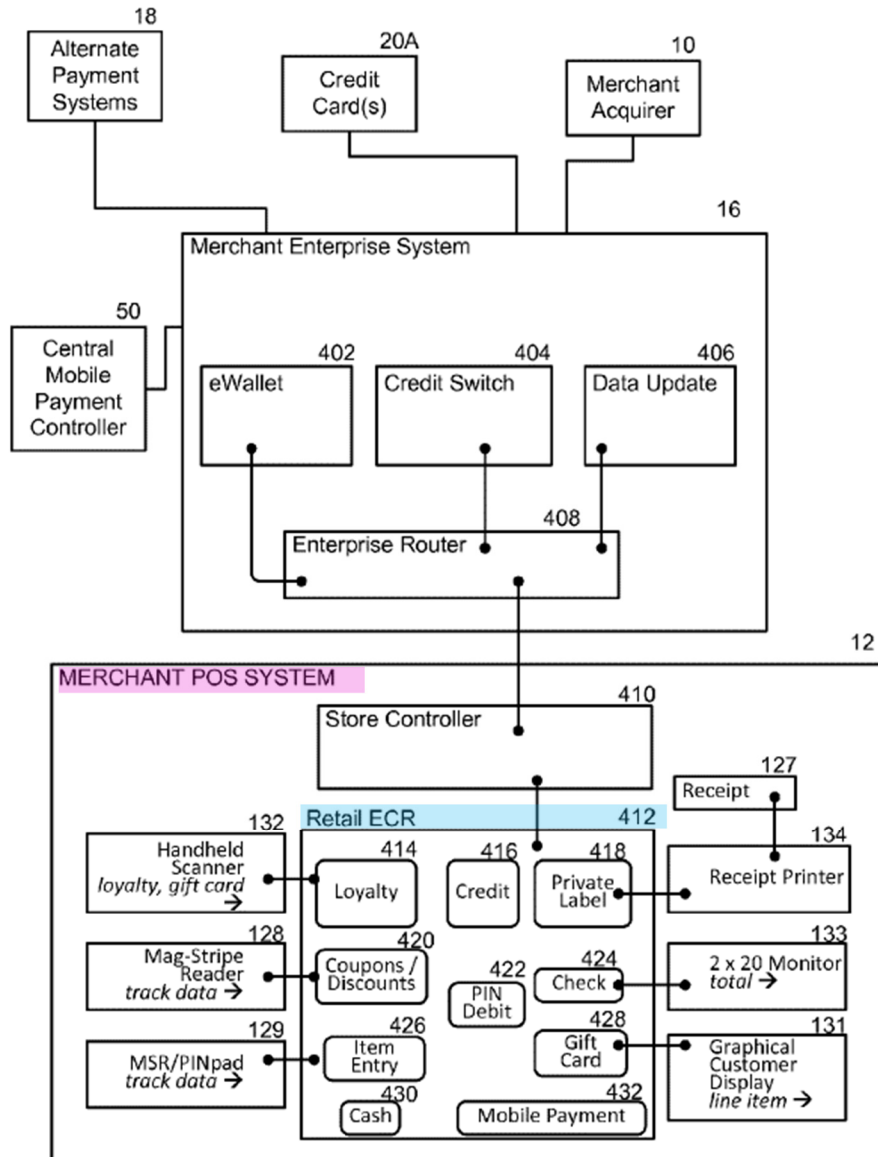 18
Alternate
Payment
Systems
20A
Credit
Card(s)
10
Merchant
Acquirer
16
Merchant Enterprise System
50
Central
Mobile
Payment
Controller
402
eWallet
404
Credit Switch
406
Data Update
408
Enterprise Router
12
MERCHANT POS SYSTEM
410
Store Controller
127
Receipt
Retail ECR 412
132
Handheld
Scanner
loyalty, gift card
→
414
Loyalty
416
Credit
418
Private
Label
134
Receipt Printer
128
Mag-Stripe
Reader
track data →
420
Coupons /
Discounts
422
PIN
Debit
424
Check
133
2 x 20 Monitor
total →
129
MSR/PINpad
track data →
426
Item
Entry
428
Gift
Card
131
Graphical
Customer
Display
line item →
430
Cash
432
Mobile Payment